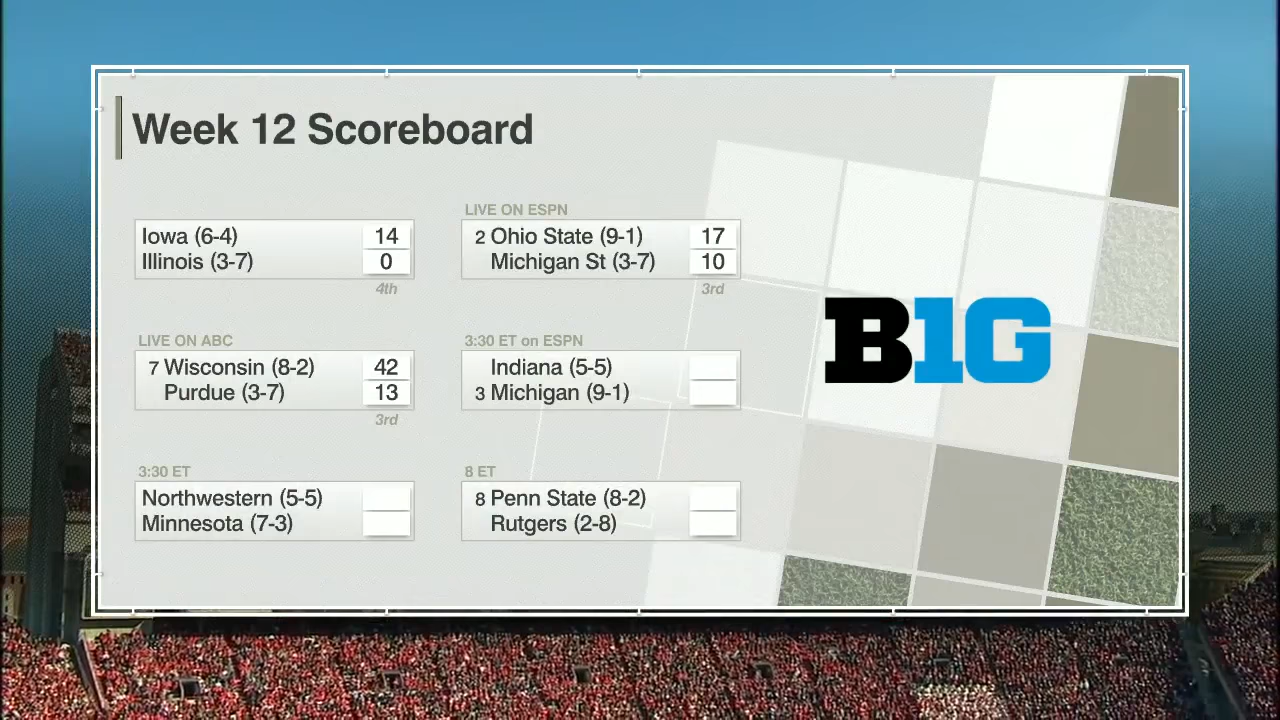 Week 12 Scoreboard
Iowa (6-4) 14
Illinois (3-7) 0
4th
LIVE ON ESPN
2 Ohio State (9-1) 17
Michigan St (3-7) 10
3rd
LIVE ON ABC
7 Wisconsin (8-2) 42
Purdue (3-7) 13
3rd
3:30 ET on ESPN
Indiana (5-5)
3 Michigan (9-1)
3:30 ET
Northwestern (5-5)
Minnesota (7-3)
8 ET
8 Penn State (8-2)
Rutgers (2-8)
B1G